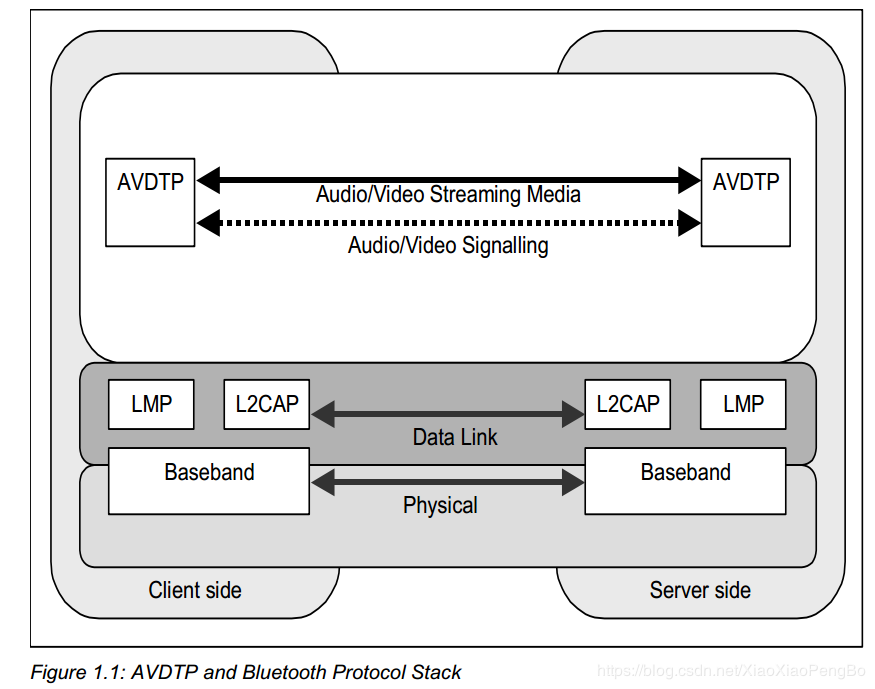 AVDTP
AVDTP
Audio/Video Streaming Media
Audio/Video Signalling
LMP
L2CAP
L2CAP
LMP
Data Link
Baseband
Baseband
Physical
Client side
Server side
Figure 1.1: AVDTP and Bluetooth Protocol Stack
https://blog.csdn.net/XiaoXiaoPengBo